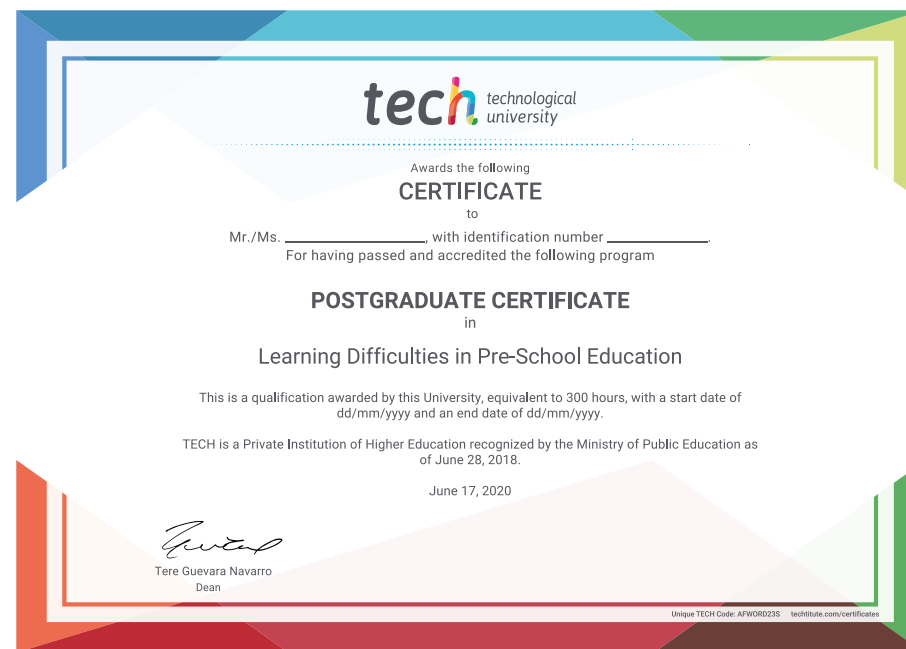 tech technological
university
Awards the following
CERTIFICATE
to
Mr./Ms. ____________________, with identification number ______________.
For having passed and accredited the following program
POSTGRADUATE CERTIFICATE
in
Learning Difficulties in Pre-School Education
This is a qualification awarded by this University, equivalent to 300 hours, with a start date of
dd/mm/yyyy and an end date of dd/mm/yyyy.
TECH is a Private Institution of Higher Education recognized by the Ministry of Public Education as
of June 28, 2018.
June 17, 2020
Tere Guevara Navarro
Dean
Unique TECH Code: AFWORD23S techtitute.com/certificates